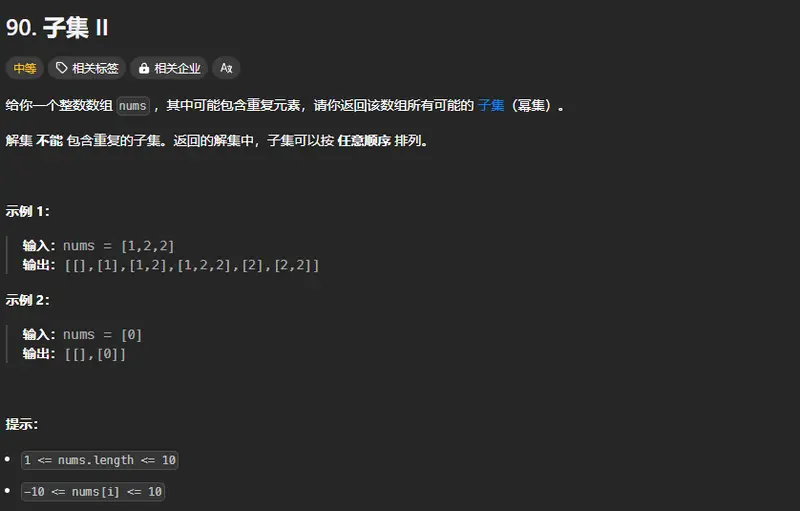 90. 子集 II
中等 相关标签 相关企业 Az
给你一个整数数组 nums ，其中可能包含重复元素，请你返回该数组所有可能的 子集（幂集）。
解集 不能 包含重复的子集。返回的解集中，子集可以按 任意顺序 排列。
示例 1：
输入：nums = [1,2,2]
输出：[[],[1],[1,2],[1,2,2],[2],[2,2]]
示例 2：
输入：nums = [0]
输出：[[],[0]]
提示：
1 <= nums.length <= 10
-10 <= nums[i] <= 10